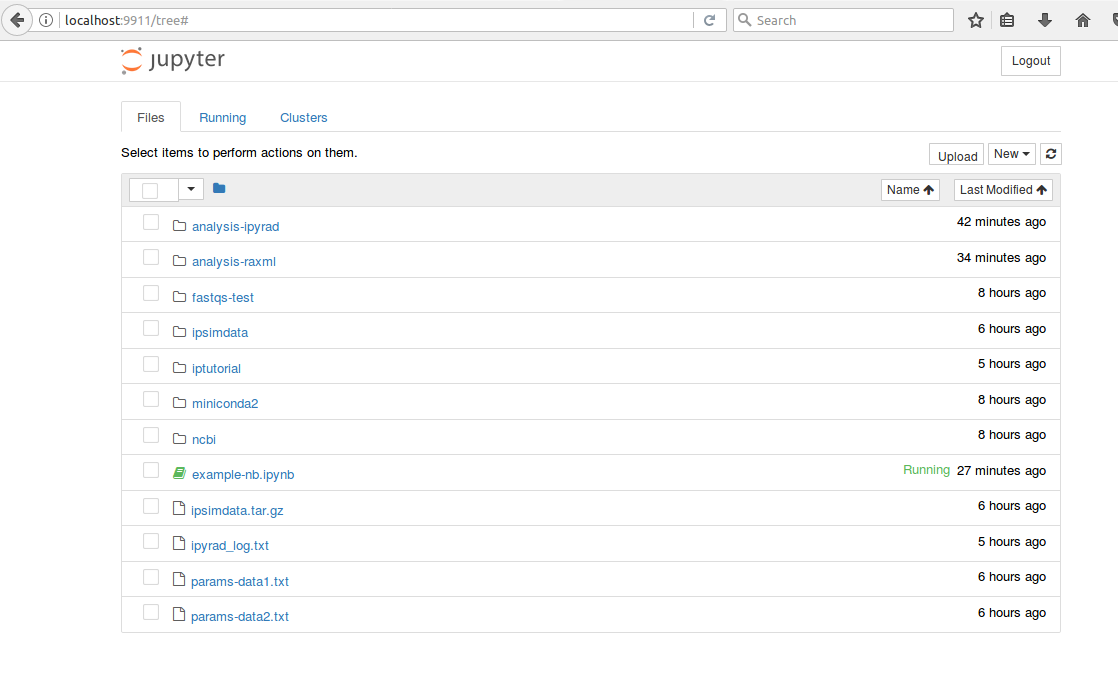 localhost:9911/tree#
Search
jupyter
Logout
Files Running Clusters
Select items to perform actions on them.
Upload New
Name Last Modified
analysis-ipyrad 42 minutes ago
analysis-raxml 34 minutes ago
fastqs-test 8 hours ago
ipsimdata 6 hours ago
iptutorial 5 hours ago
miniconda2 8 hours ago
ncbi 8 hours ago
example-nb.ipynb Running 27 minutes ago
ipsimdata.tar.gz 6 hours ago
ipyrad_log.txt 5 hours ago
params-data1.txt 6 hours ago
params-data2.txt 6 hours ago